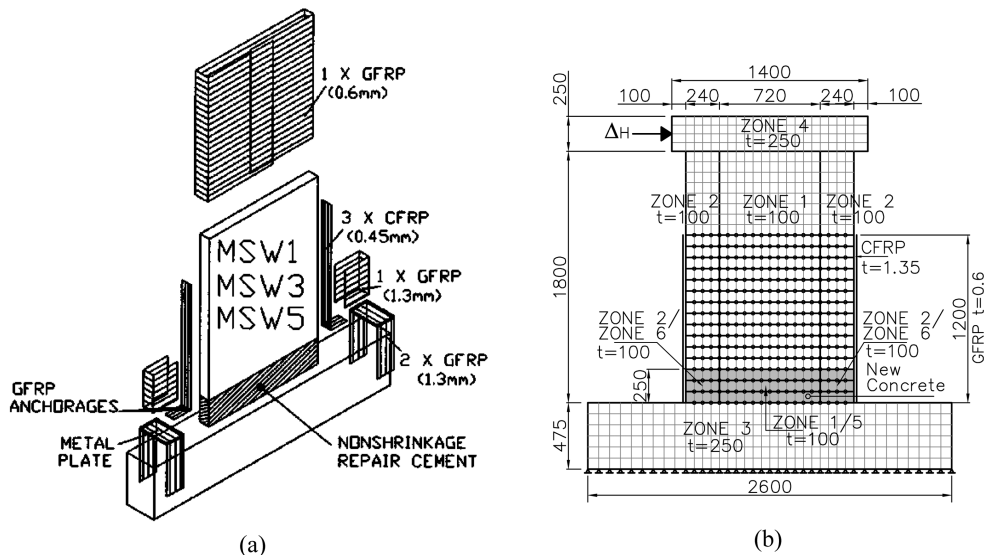 1 X GFRP
(0.6mm)
3 X CFRP
(0.45mm)
MSW1
MSW3
MSW5
1 X GFRP
(1.3mm)
2 X GFRP
(1.3mm)
GFRP
ANCHORAGES
METAL
PLATE
NONSHRINKAGE
REPAIR CEMENT
(a)
1400
100 240 720 240 100
250
ΔH
ZONE 4
t=250
ZONE 2
t=100
ZONE 1
t=100
ZONE 2
t=100
CFRP
t=1.35
1800
1200
GFRP t=0.6
ZONE 2/
ZONE 6
t=100
ZONE 2/
ZONE 6
t=100
New
Concrete
250
ZONE 1/5
t=100
ZONE 3
t=250
475
2600
(b)